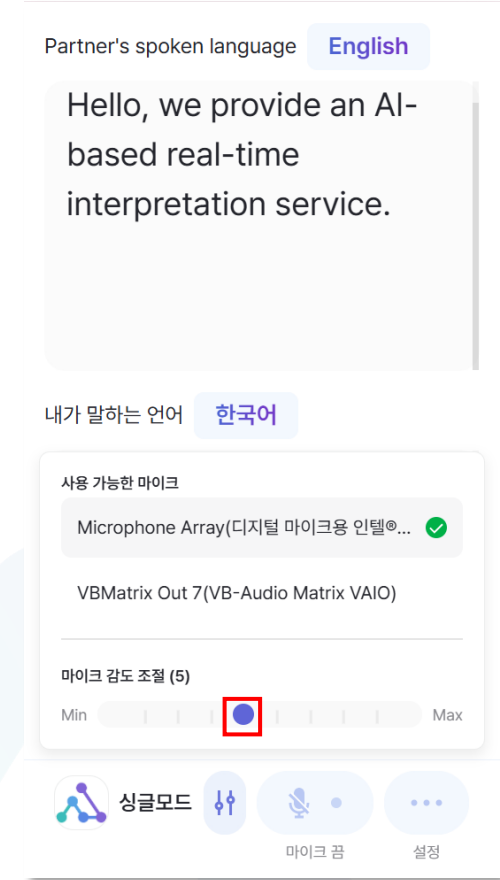 Partner's spoken language English
Hello, we provide an AI-
based real-time
interpretation service.
내가 말하는 언어 한국어
사용 가능한 마이크
Microphone Array(디지털 마이크용 인텔®...
VBMatrix Out 7(VB-Audio Matrix VAIO)
마이크 감도 조절 (5)
Min Max
싱글모드
마이크 끔 설정